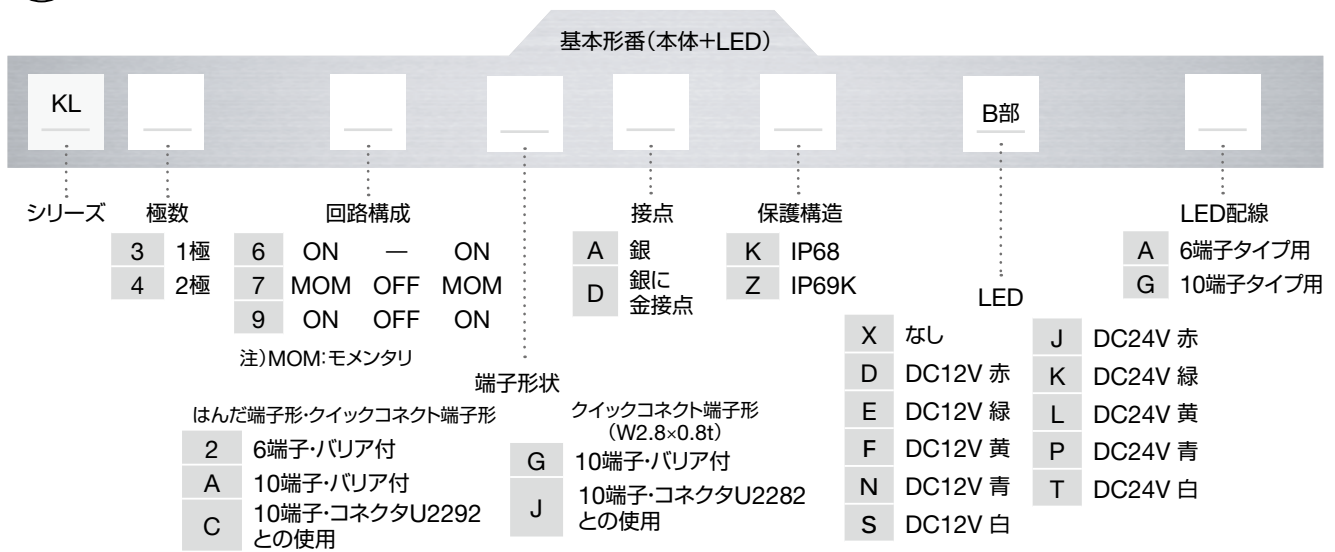 基本形番(本体+LED)
KL
B部
シリーズ
極数
3 1極
4 2極
回路構成
6 ON — ON
7 MOM OFF MOM
9 ON OFF ON
注)MOM:モメンタリ
端子形状
はんだ端子形・クイックコネクト端子形
2 6端子・バリア付
A 10端子・バリア付
C 10端子・コネクタU2292
との使用
クイックコネクト端子形
(W2.8×0.8t)
G 10端子・バリア付
J 10端子・コネクタU2282
との使用
接点
A 銀
D 銀に
金接点
保護構造
K IP68
Z IP69K
LED
X なし
D DC12V 赤
E DC12V 緑
F DC12V 黄
N DC12V 青
S DC12V 白
J DC24V 赤
K DC24V 緑
L DC24V 黄
P DC24V 青
T DC24V 白
LED配線
A 6端子タイプ用
G 10端子タイプ用